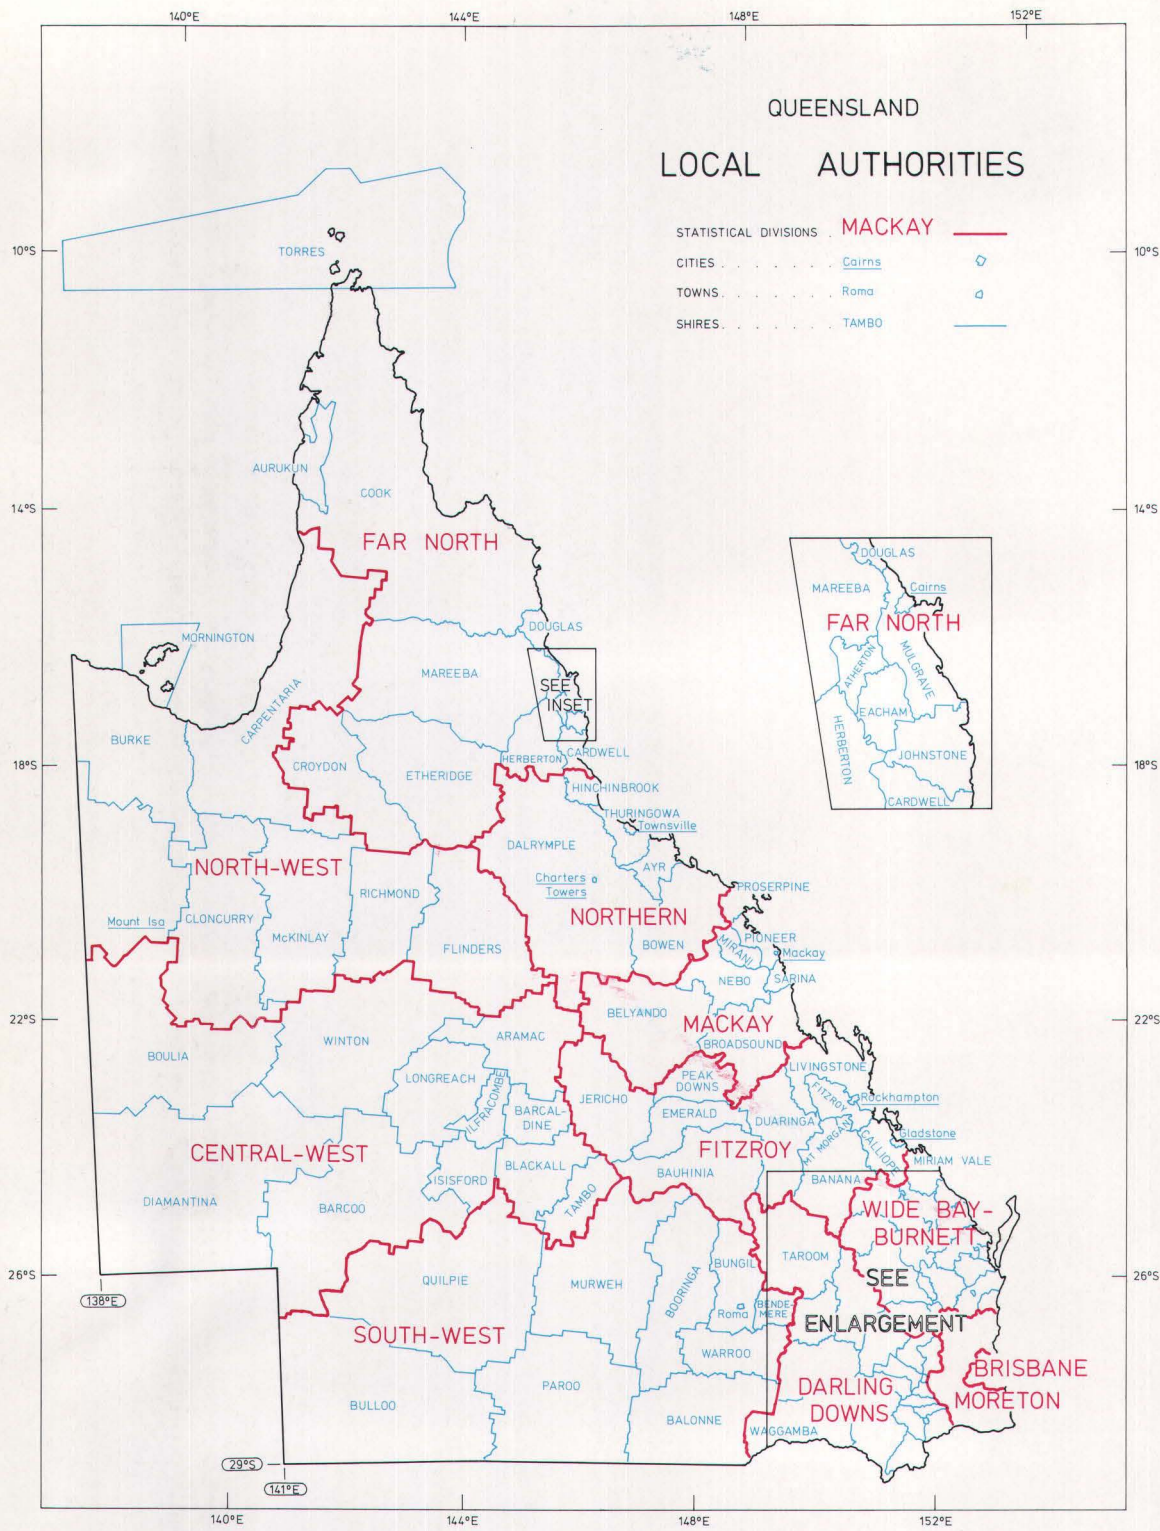 140°E 144°E 148°E 152°E
QUEENSLAND
LOCAL AUTHORITIES
STATISTICAL DIVISIONS . MACKAY
CITIES . . . . . . . Cairns
TOWNS . . . . . . . Roma
SHIRES . . . . . . . TAMBO
10°S
10°S
TORRES
AURUKUN
COOK
14°S
14°S
FAR NORTH
DOUGLAS
MAREEBA
Cairns
FAR NORTH
ATHERTON
MULGRAVE
EACHAM
HERBERTON
JOHNSTONE
CARDWELL
MORNINGTON
DOUGLAS
MAREEBA
SEE
INSET
CARPENTARIA
BURKE
CROYDON
ETHERIDGE
HERBERTON
CARDWELL
18°S
18°S
HINCHINBROOK
THURINGOWA
Townsville
DALRYMPLE
AYR
NORTH-WEST
RICHMOND
Charters
Towers
PROSERPINE
Mount Isa
CLONCURRY
McKINLAY
FLINDERS
NORTHERN
BOWEN
MIRANI
PIONEER
Mackay
NEBO
SARINA
22°S
22°S
BELYANDO
MACKAY
BROADSOUND
BOULIA
WINTON
ARAMAC
LONGREACH
ILFRACOMBE
BARCAL-
DINE
JERICHO
PEAK
DOWNS
EMERALD
LIVINGSTONE
FITZROY
Rockhampton
DUARINGA
MT MORGAN
CALLIOPE
Gladstone
CENTRAL-WEST
BLACKALL
FITZROY
MIRIAM VALE
ISISFORD
BAUHINIA
BANANA
DIAMANTINA
BARCOO
TAMBO
WIDE BAY-
BURNETT
TAROOM
26°S
26°S
138°E
QUILPIE
MURWEH
BOORINGA
BUNGIL
SEE
Roma
BENDE-
MERE
ENLARGEMENT
SOUTH-WEST
WARROO
BRISBANE
MORETON
BULLOO
PAROO
DARLING
DOWNS
BALONNE
WAGGAMBA
29°S
141°E
140°E 144°E 148°E 152°E